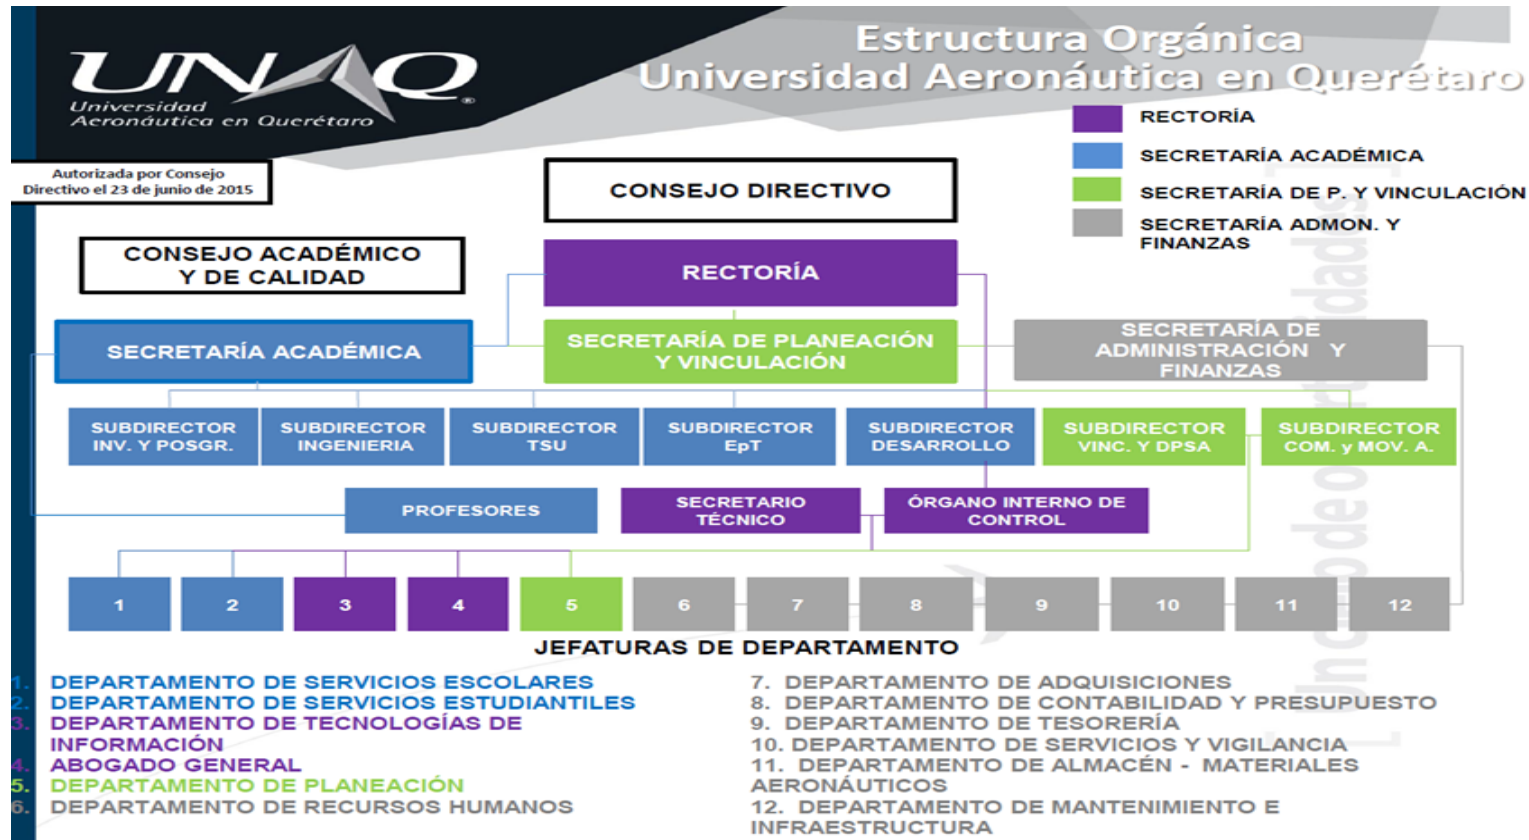 Estructura Orgánica
Universidad Aeronáutica en Querétaro
UNAQ
Universidad
Aeronáutica en Querétaro
RECTORÍA
SECRETARÍA ACADÉMICA
SECRETARÍA DE P. Y VINCULACIÓN
SECRETARÍA ADMON. Y
FINANZAS
Autorizada por Consejo
Directivo el 23 de junio de 2015
CONSEJO DIRECTIVO
CONSEJO ACADÉMICO
Y DE CALIDAD
RECTORÍA
SECRETARÍA ACADÉMICA
SECRETARÍA DE PLANEACIÓN
Y VINCULACIÓN
SECRETARÍA DE
ADMINISTRACIÓN Y
FINANZAS
SUBDIRECTOR
INV. Y POSGR.
SUBDIRECTOR
INGENIERIA
SUBDIRECTOR
TSU
SUBDIRECTOR
EpT
SUBDIRECTOR
DESARROLLO
SUBDIRECTOR
VINC. Y DPSA
SUBDIRECTOR
COM. y MOV. A.
PROFESORES
SECRETARIO
TÉCNICO
ÓRGANO INTERNO DE
CONTROL
1 2 3 4 5 6 7 8 9 10 11 12
JEFATURAS DE DEPARTAMENTO
1. DEPARTAMENTO DE SERVICIOS ESCOLARES
2. DEPARTAMENTO DE SERVICIOS ESTUDIANTILES
3. DEPARTAMENTO DE TECNOLOGÍAS DE
INFORMACIÓN
4. ABOGADO GENERAL
5. DEPARTAMENTO DE PLANEACIÓN
6. DEPARTAMENTO DE RECURSOS HUMANOS
7. DEPARTAMENTO DE ADQUISICIONES
8. DEPARTAMENTO DE CONTABILIDAD Y PRESUPUESTO
9. DEPARTAMENTO DE TESORERÍA
10. DEPARTAMENTO DE SERVICIOS Y VIGILANCIA
11. DEPARTAMENTO DE ALMACÉN - MATERIALES
AERONÁUTICOS
12. DEPARTAMENTO DE MANTENIMIENTO E
INFRAESTRUCTURA